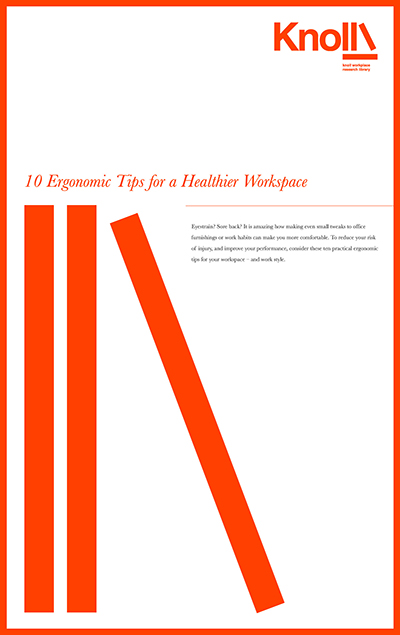 Knoll
knoll workplace
research library
10 Ergonomic Tips for a Healthier Workspace
Eyestrain? Sore back? It is amazing how making even small tweaks to office
furnishings or work habits can make you more comfortable. To reduce your risk
of injury, and improve your performance, consider these ten practical ergonomic
tips for your workspace – and work style.